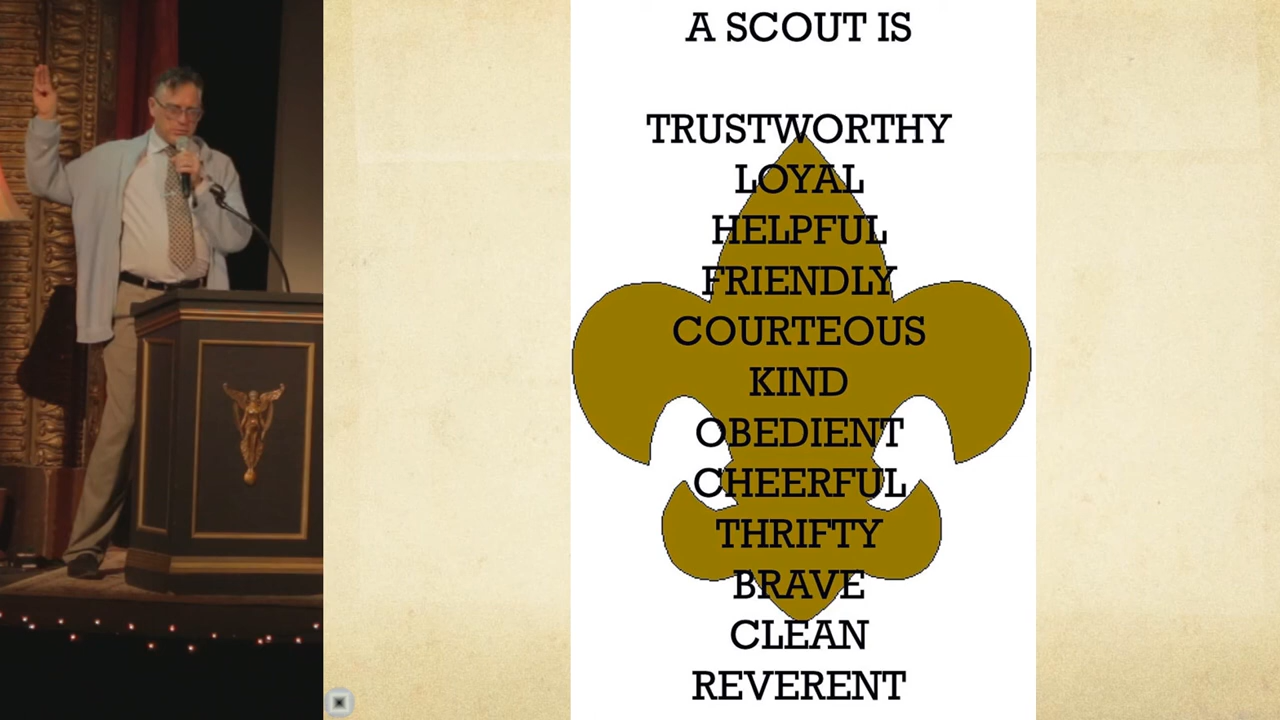 A SCOUT IS
TRUSTWORTHY
LOYAL
HELPFUL
FRIENDLY
COURTEOUS
KIND
OBEDIENT
CHEERFUL
THRIFTY
BRAVE
CLEAN
REVERENT